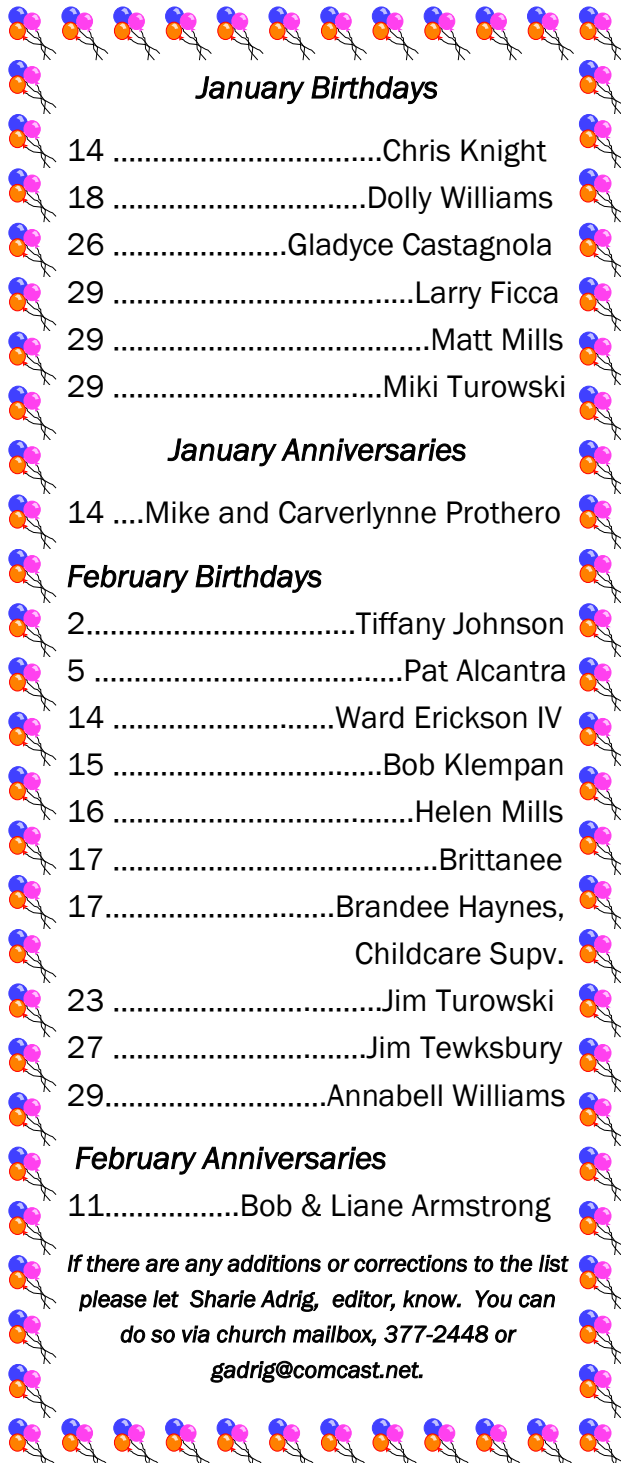 January Birthdays
14 ..................................Chris Knight
18 ................................Dolly Williams
26 ......................Gladyce Castagnola
29 ......................................Larry Ficca
29 ........................................Matt Mills
29 ..................................Miki Turowski
January Anniversaries
14 ....Mike and Carverlynne Prothero
February Birthdays
2..................................Tiffany Johnson
5 .......................................Pat Alcantra
14 ............................Ward Erickson IV
15 ..................................Bob Klempan
16 ......................................Helen Mills
17 .........................................Brittanee
17.............................Brandee Haynes,
Childcare Supv.
23 ..................................Jim Turowski
27 ................................Jim Tewksbury
29............................Annabell Williams
February Anniversaries
11.................Bob & Liane Armstrong
If there are any additions or corrections to the list
please let Sharie Adrig, editor, know. You can
do so via church mailbox, 377-2448 or
gadrig@comcast.net.